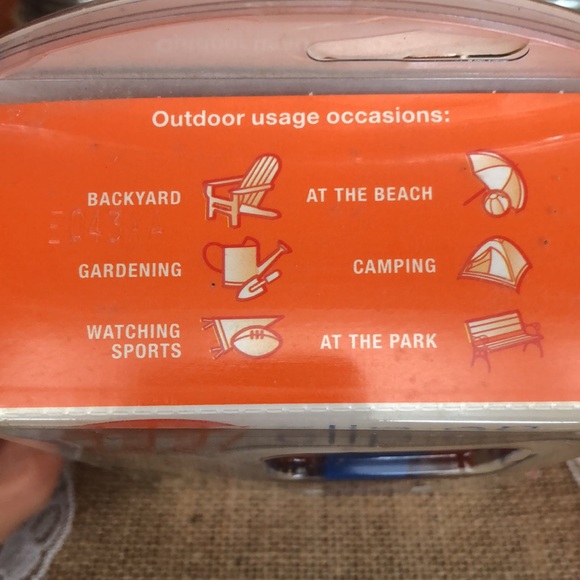 Outdoor usage occasions:
BACKYARD
AT THE BEACH
GARDENING
CAMPING
WATCHING
SPORTS
AT THE PARK